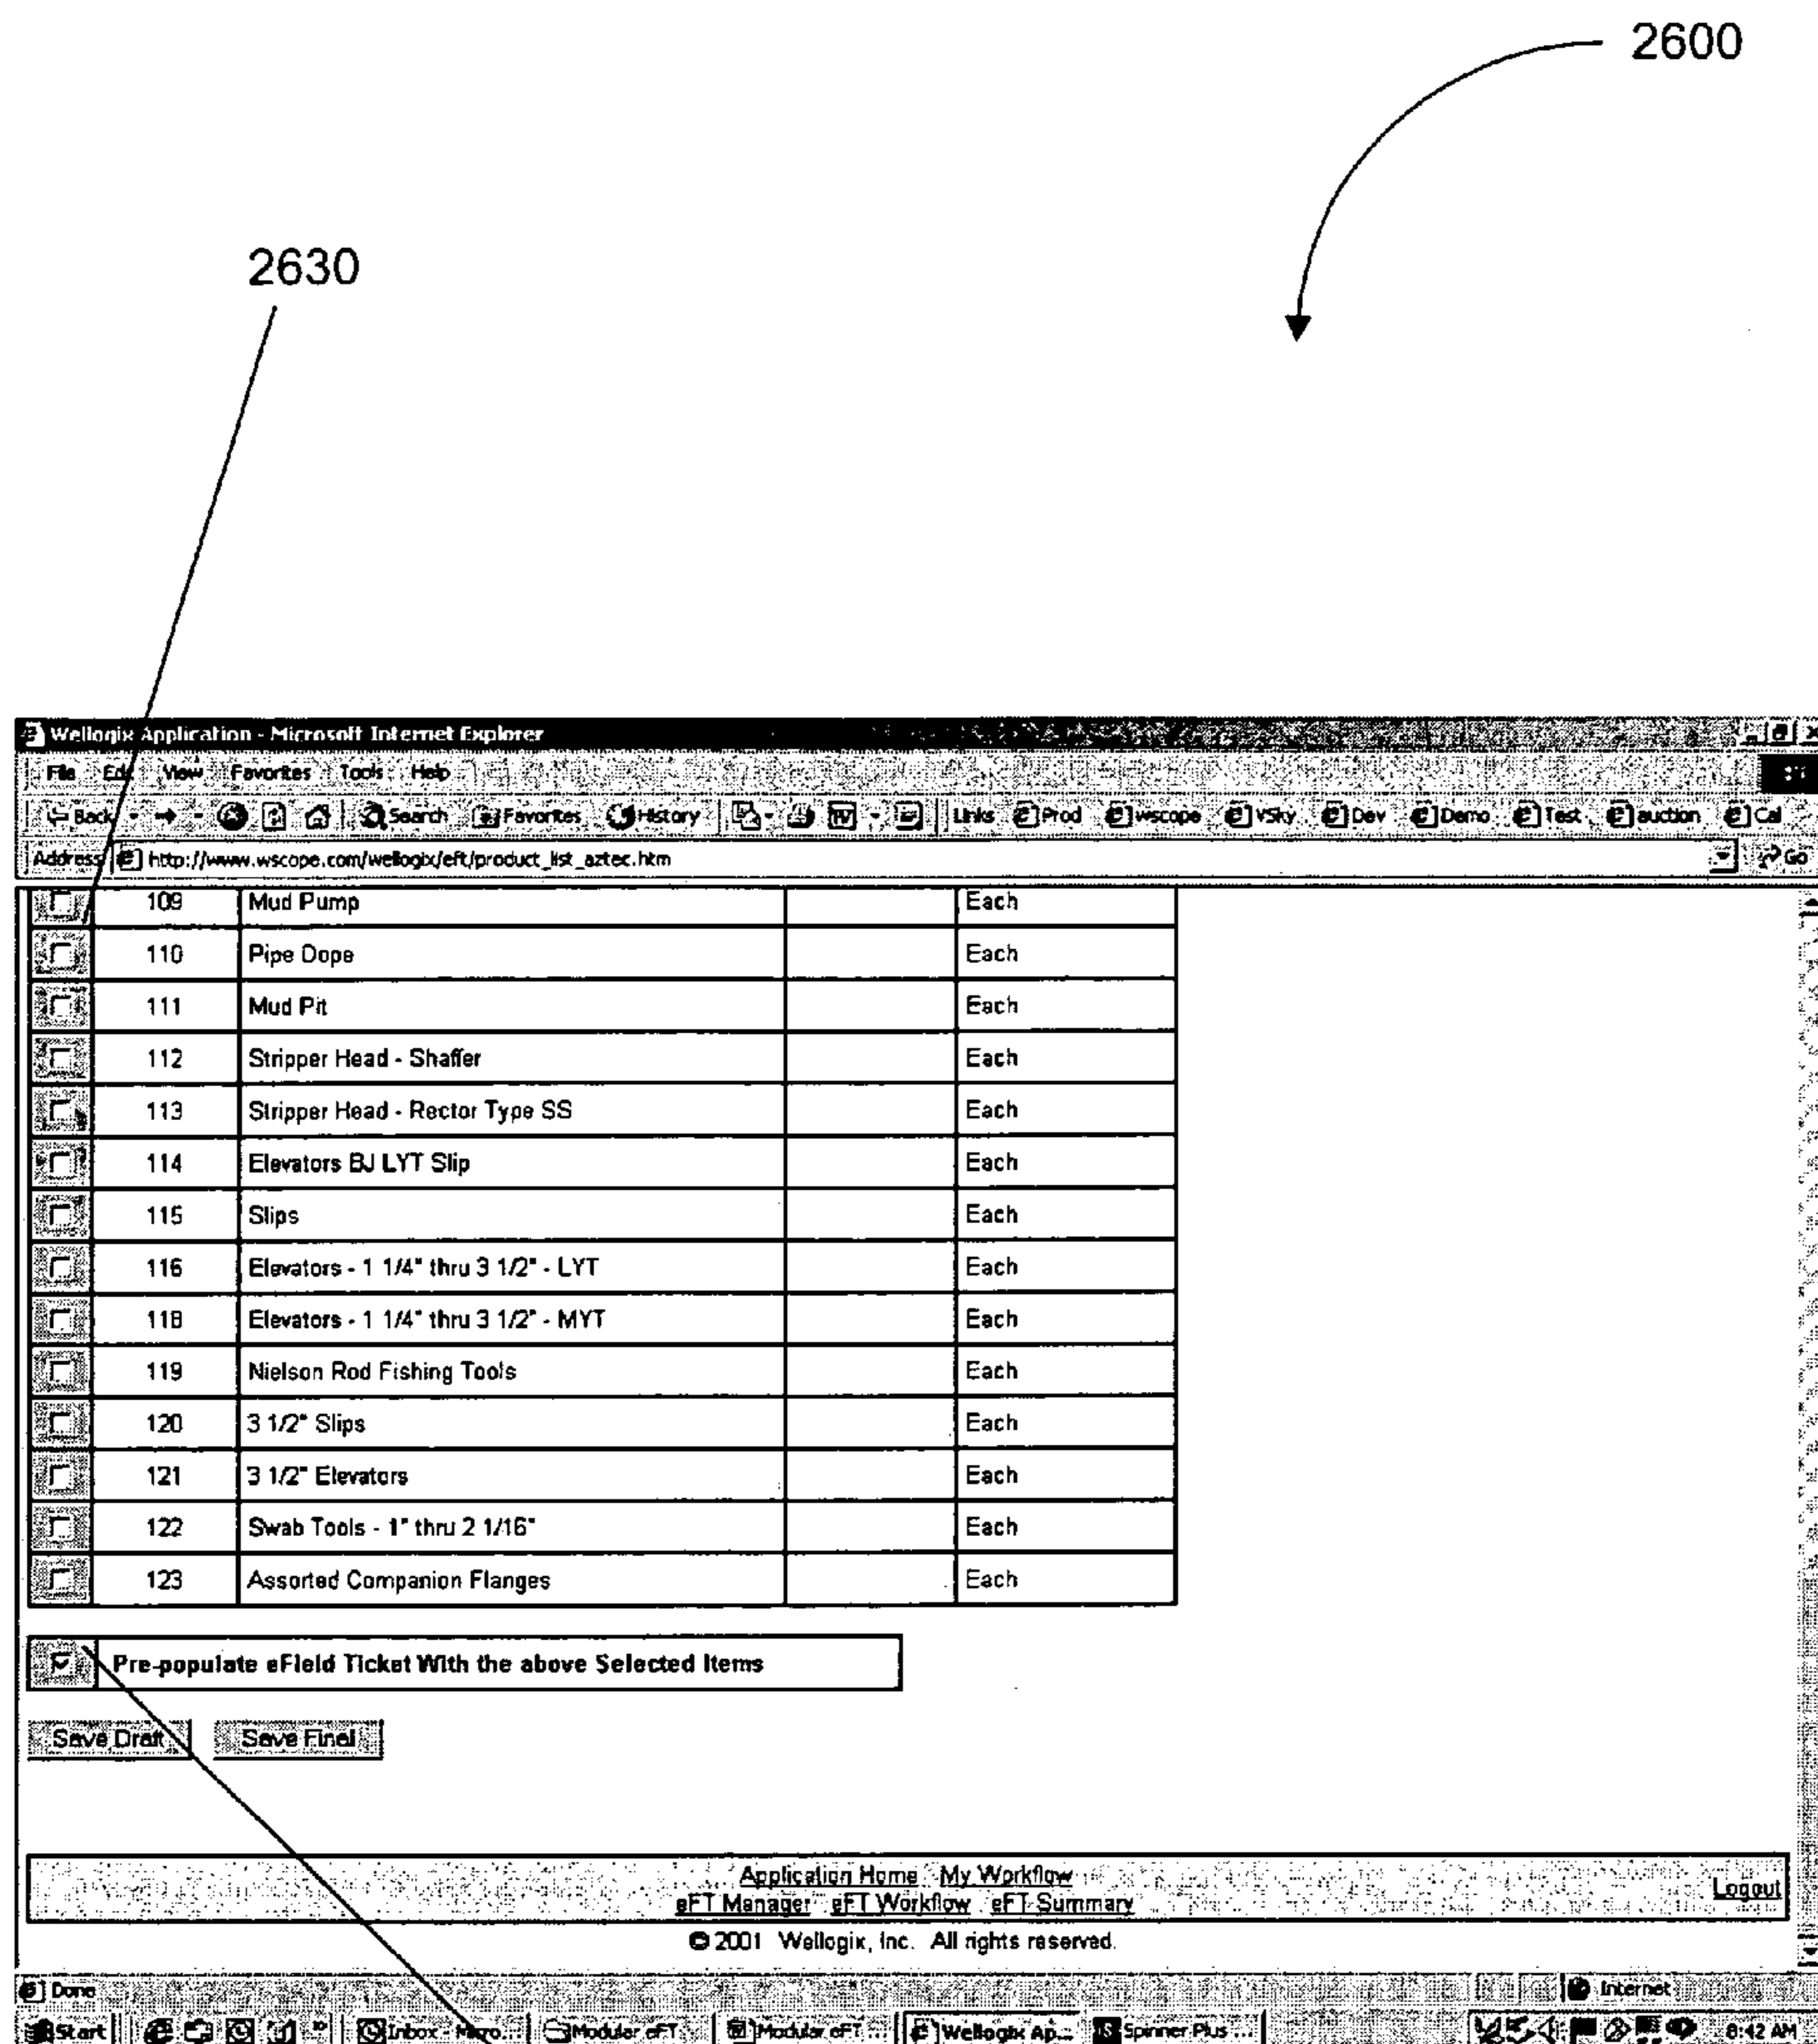 2600
2630
Wellogix Application - Microsoft Internet Explorer
File Edit View Favorites Tools Help
Back Search Favorites History Links Prod wscope VSky Dev Demo Test auction Cal
Address http://www.wscope.com/wellogix/eft/product_list_aztec.htm Go
109 Mud Pump Each
110 Pipe Dope Each
111 Mud Pit Each
112 Stripper Head - Shaffer Each
113 Stripper Head - Rector Type SS Each
114 Elevators BJ LYT Slip Each
115 Slips Each
116 Elevators - 1 1/4" thru 3 1/2" - LYT Each
118 Elevators - 1 1/4" thru 3 1/2" - MYT Each
119 Nielson Rod Fishing Tools Each
120 3 1/2" Slips Each
121 3 1/2" Elevators Each
122 Swab Tools - 1" thru 2 1/16" Each
123 Assorted Companion Flanges Each
Pre-populate eField Ticket With the above Selected Items
Save Draft Save Final
Application Home My Workflow
eFT Manager eFT Workflow eFT Summary Logout
© 2001 Wellogix, Inc. All rights reserved.
Done Internet
Start Inbox - Micro... Modular eFT Modular eFT ... Wellogix Ap... Spinner Plus ... 8:42 AM